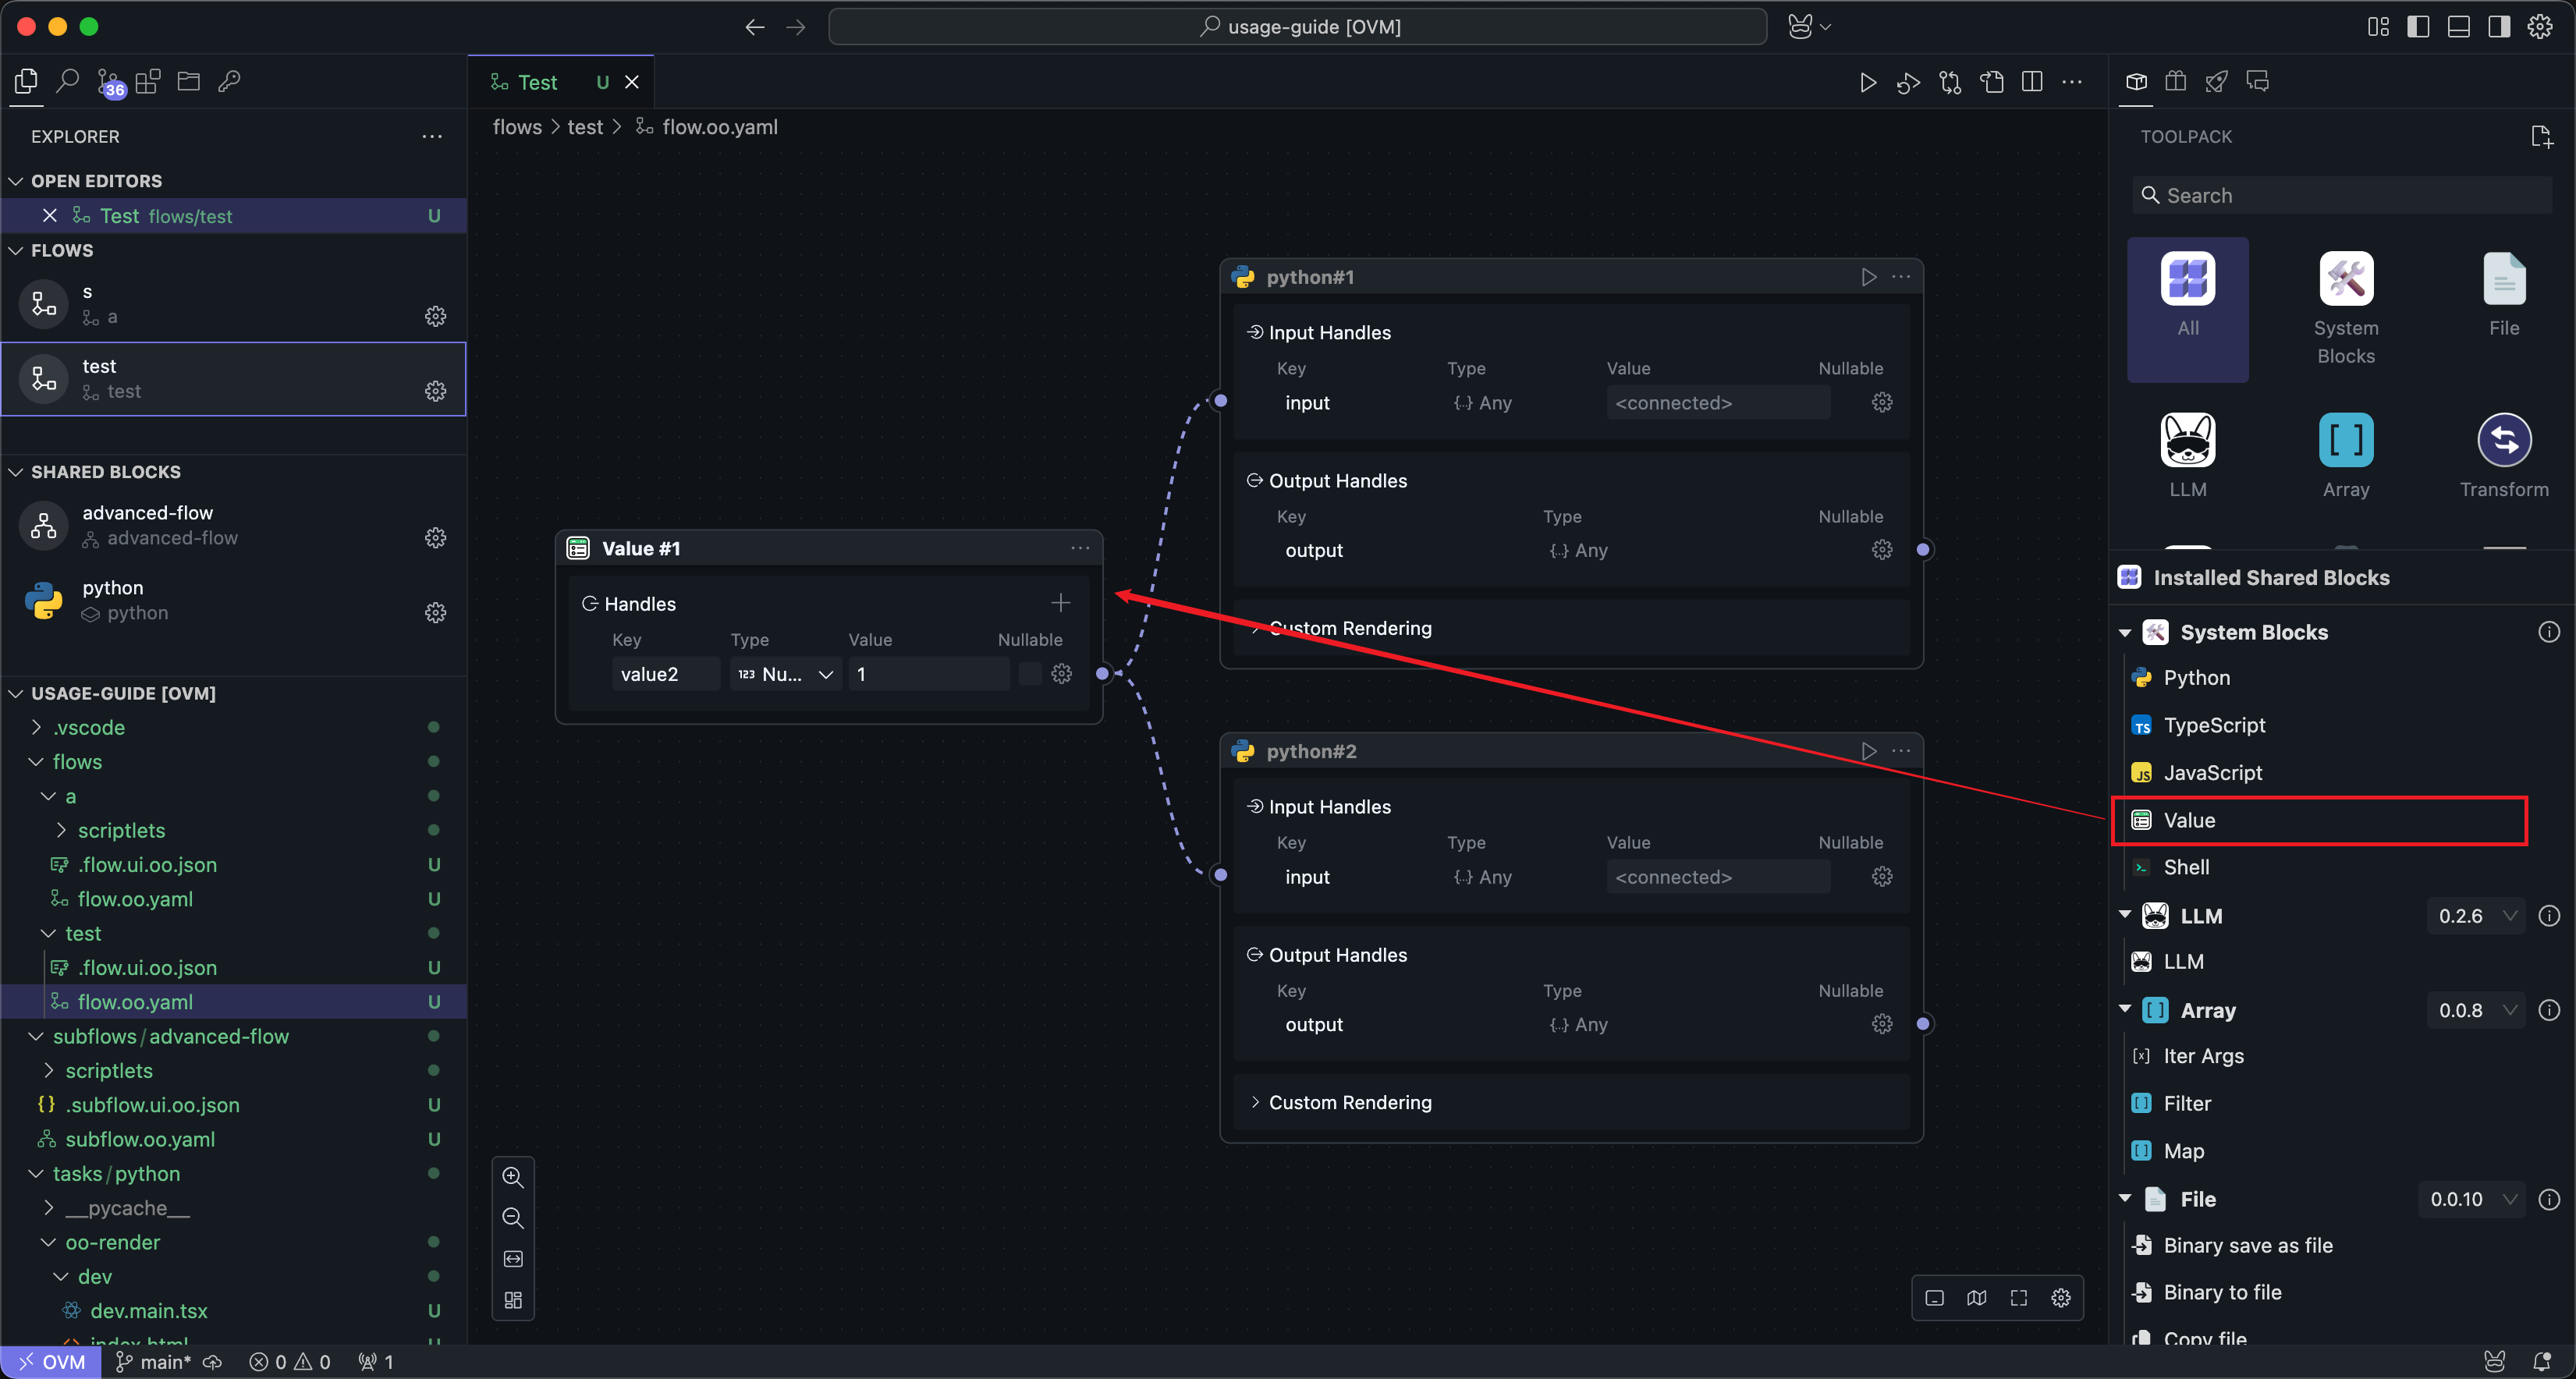 usage-guide [OVM]
36
EXPLORER
OPEN EDITORS
Test flows/test U
FLOWS
s
a
test
test
SHARED BLOCKS
advanced-flow
advanced-flow
python
python
USAGE-GUIDE [OVM]
.vscode
flows
a
scriptlets
.flow.ui.oo.json U
flow.oo.yaml U
test
.flow.ui.oo.json U
flow.oo.yaml U
subflows/advanced-flow
scriptlets
.subflow.ui.oo.json U
subflow.oo.yaml U
tasks/python
__pycache__
oo-render
dev
dev.main.tsx U
index.html U
Test U
flows > test > flow.oo.yaml
Value #1
Handles
Key Type Value Nullable
value2 123 Nu... 1
python#1
Input Handles
Key Type Value Nullable
input {..} Any <connected>
Output Handles
Key Type Nullable
output {..} Any
Custom Rendering
python#2
Input Handles
Key Type Value Nullable
input {..} Any <connected>
Output Handles
Key Type Nullable
output {..} Any
Custom Rendering
TOOLPACK
Search
All
System Blocks
File
LLM
Array
Transform
Installed Shared Blocks
System Blocks
Python
TS TypeScript
JS JavaScript
Value
Shell
LLM 0.2.6
LLM
Array 0.0.8
Iter Args
Filter
Map
File 0.0.10
Binary save as file
Binary to file
Copy file
OVM main* 0 0 1